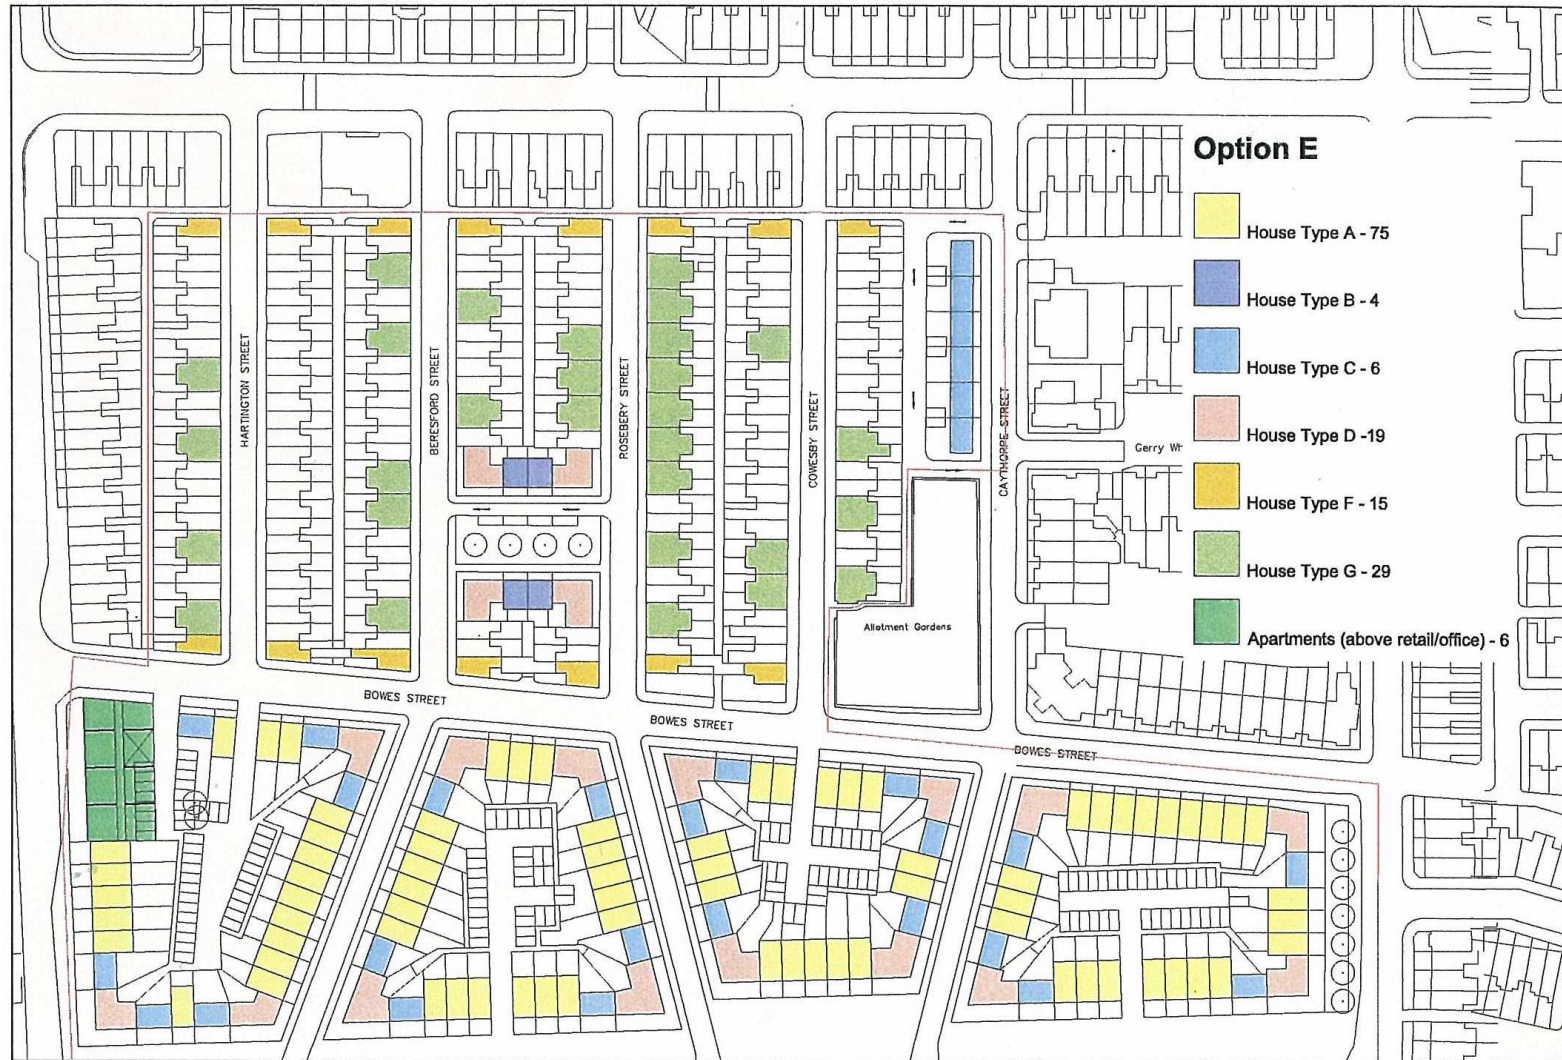 Option E
House Type A - 75
House Type B - 4
House Type C - 6
House Type D -19
House Type F - 15
House Type G - 29
Apartments (above retail/office) - 6
HARTINGTON STREET
BERESFORD STREET
ROSEBERY STREET
COWESBY STREET
CAYTHORPE STREET
Gerry Wh
Allotment Gardens
BOWES STREET
BOWES STREET
BOWES STREET